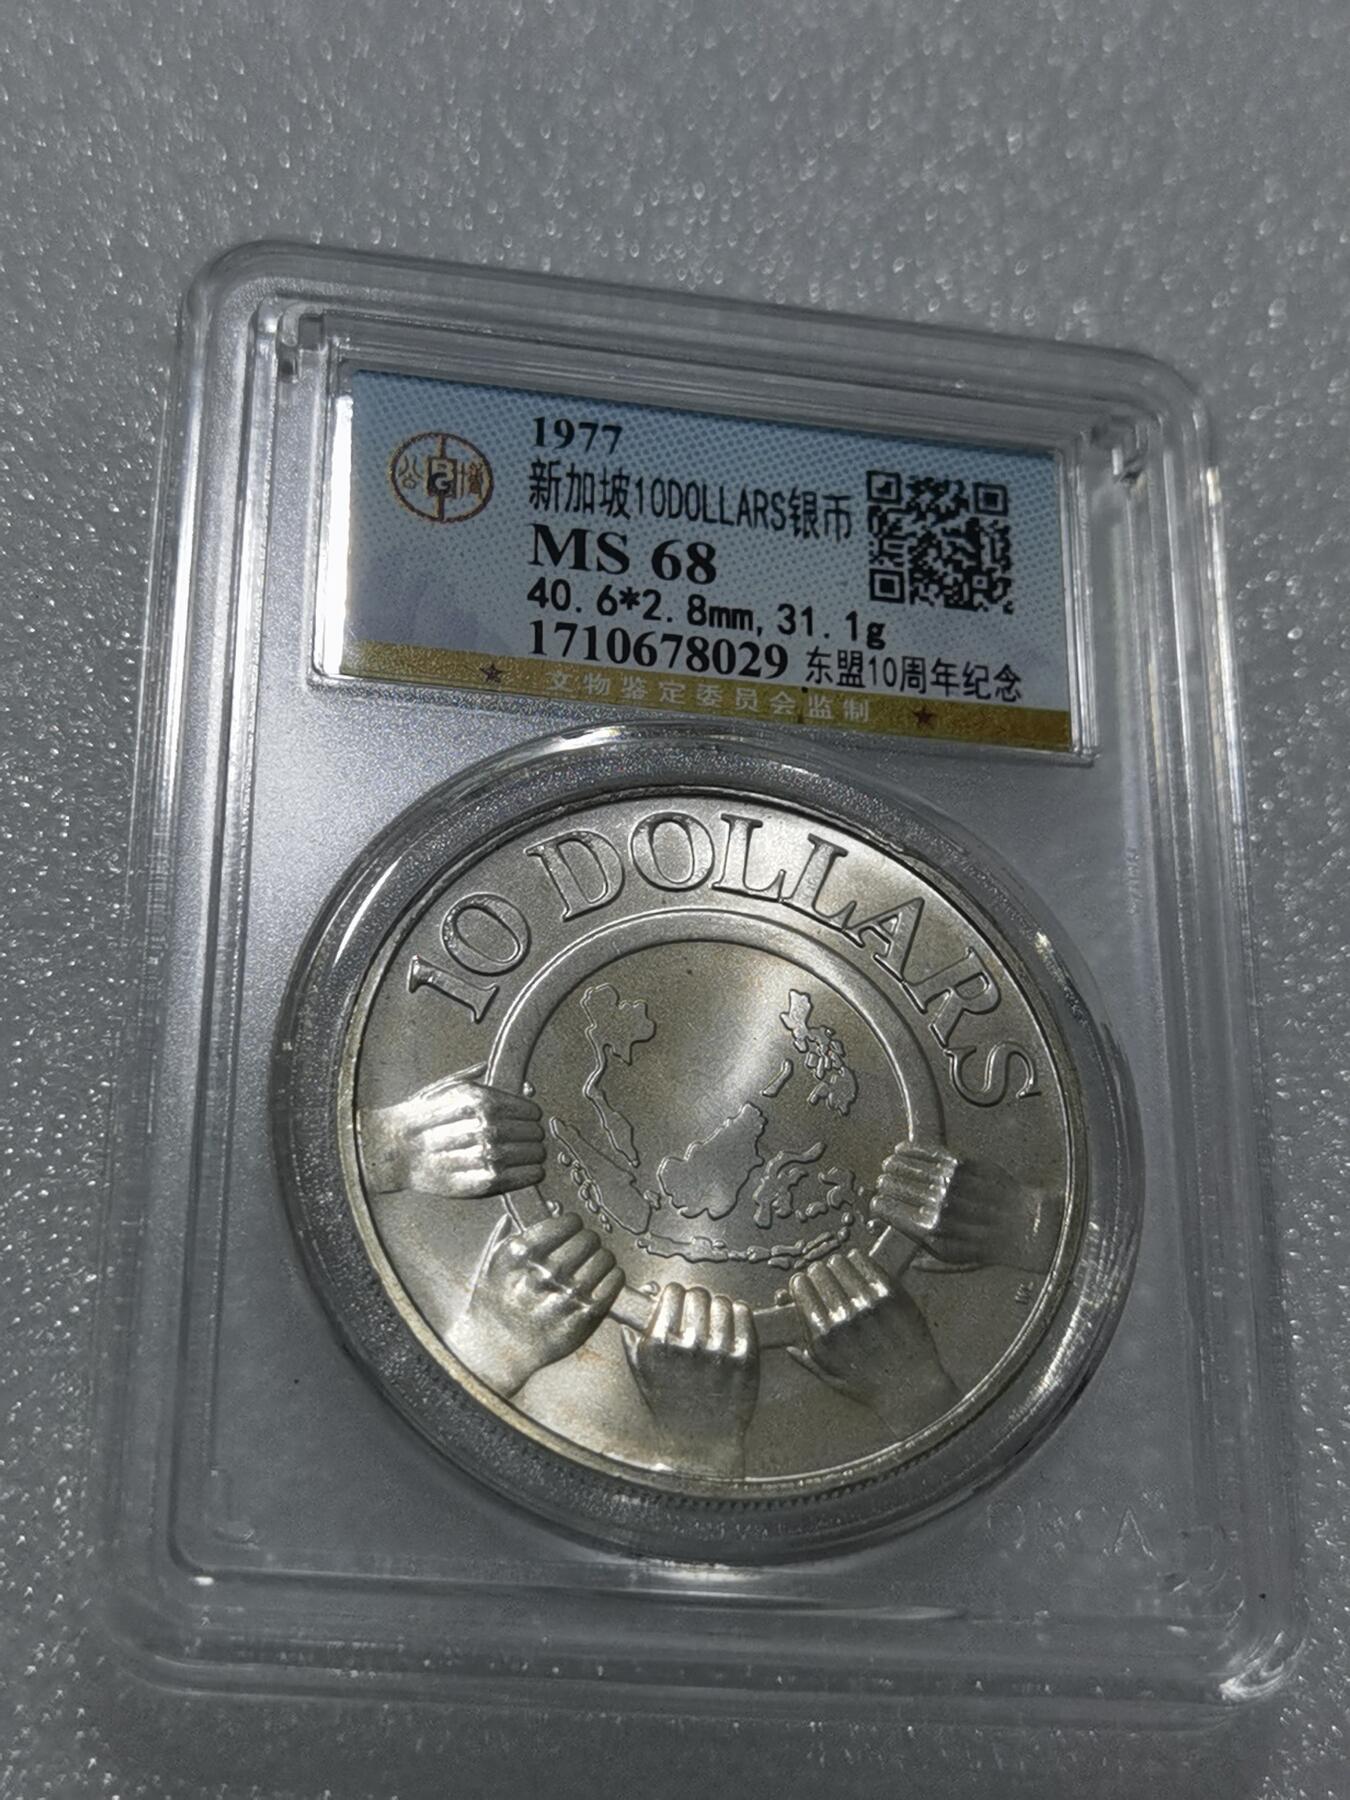 公 博
1977
新加坡10DOLLARS银币
MS 68
40.6*2.8mm,31.1g
1710678029 东盟10周年纪念
文物鉴定委员会监制
10 DOLLARS